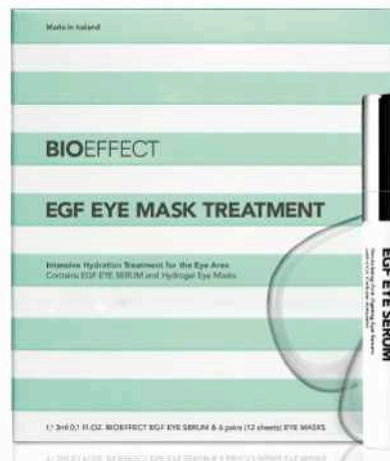 Made in Iceland
BIOEFFECT
EGF EYE MASK TREATMENT
Intensive Hydration Treatment for the Eye Area
Contains EGF EYE SERUM and Hydrogel Eye Masks
3ml 0.1 FL.OZ. BIOEFFECT EGF EYE SERUM & 6 pairs (12 sheets) EYE MASKS
EGF EYE SERUM